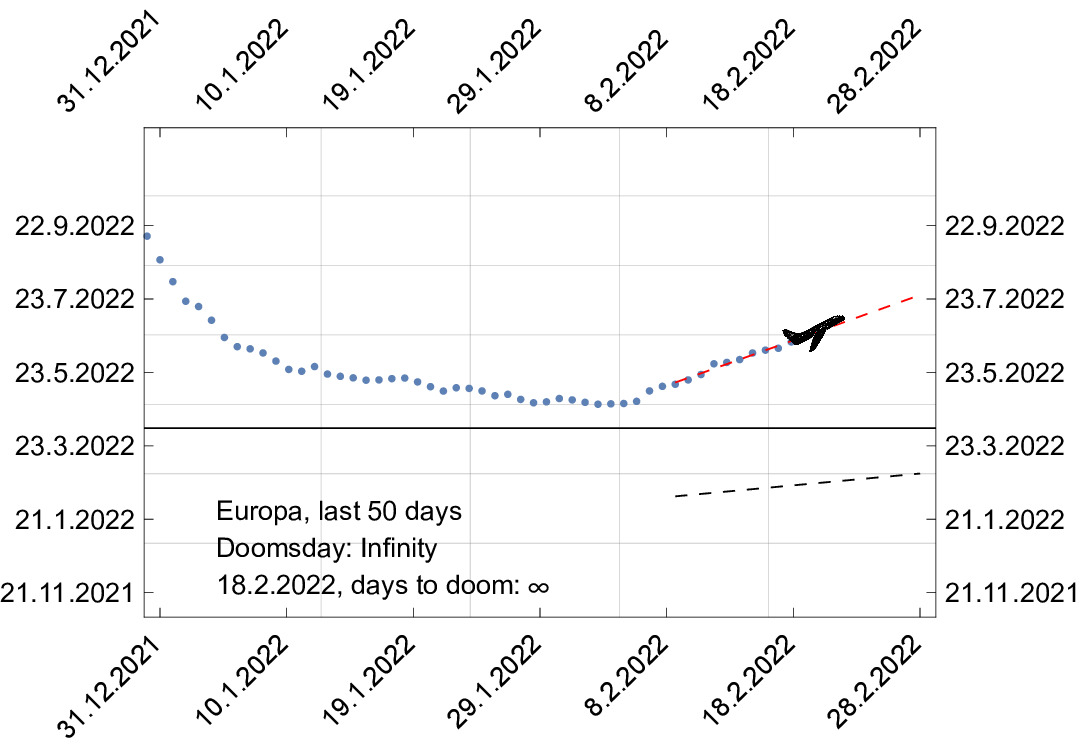 31.12.2021 10.1.2022 19.1.2022 29.1.2022 8.2.2022 18.2.2022 28.2.2022
22.9.2022 22.9.2022
23.7.2022 23.7.2022
23.5.2022 23.5.2022
23.3.2022 23.3.2022
21.1.2022 21.1.2022
21.11.2021 21.11.2021
Europa, last 50 days
Doomsday: Infinity
18.2.2022, days to doom: ∞
31.12.2021 10.1.2022 19.1.2022 29.1.2022 8.2.2022 18.2.2022 28.2.2022